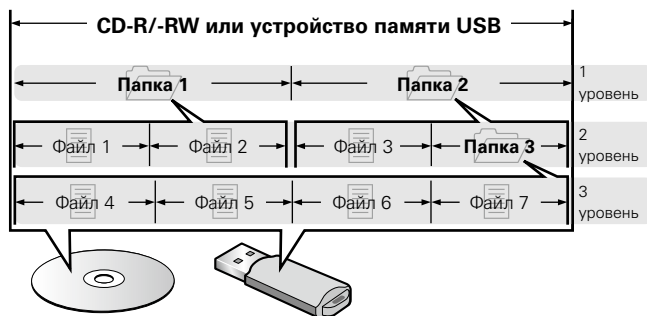 CD-R/-RW или устройство памяти USB
Папка 1 Папка 2 1 уровень
Файл 1 Файл 2 Файл 3 Папка 3 2 уровень
Файл 4 Файл 5 Файл 6 Файл 7 3 уровень